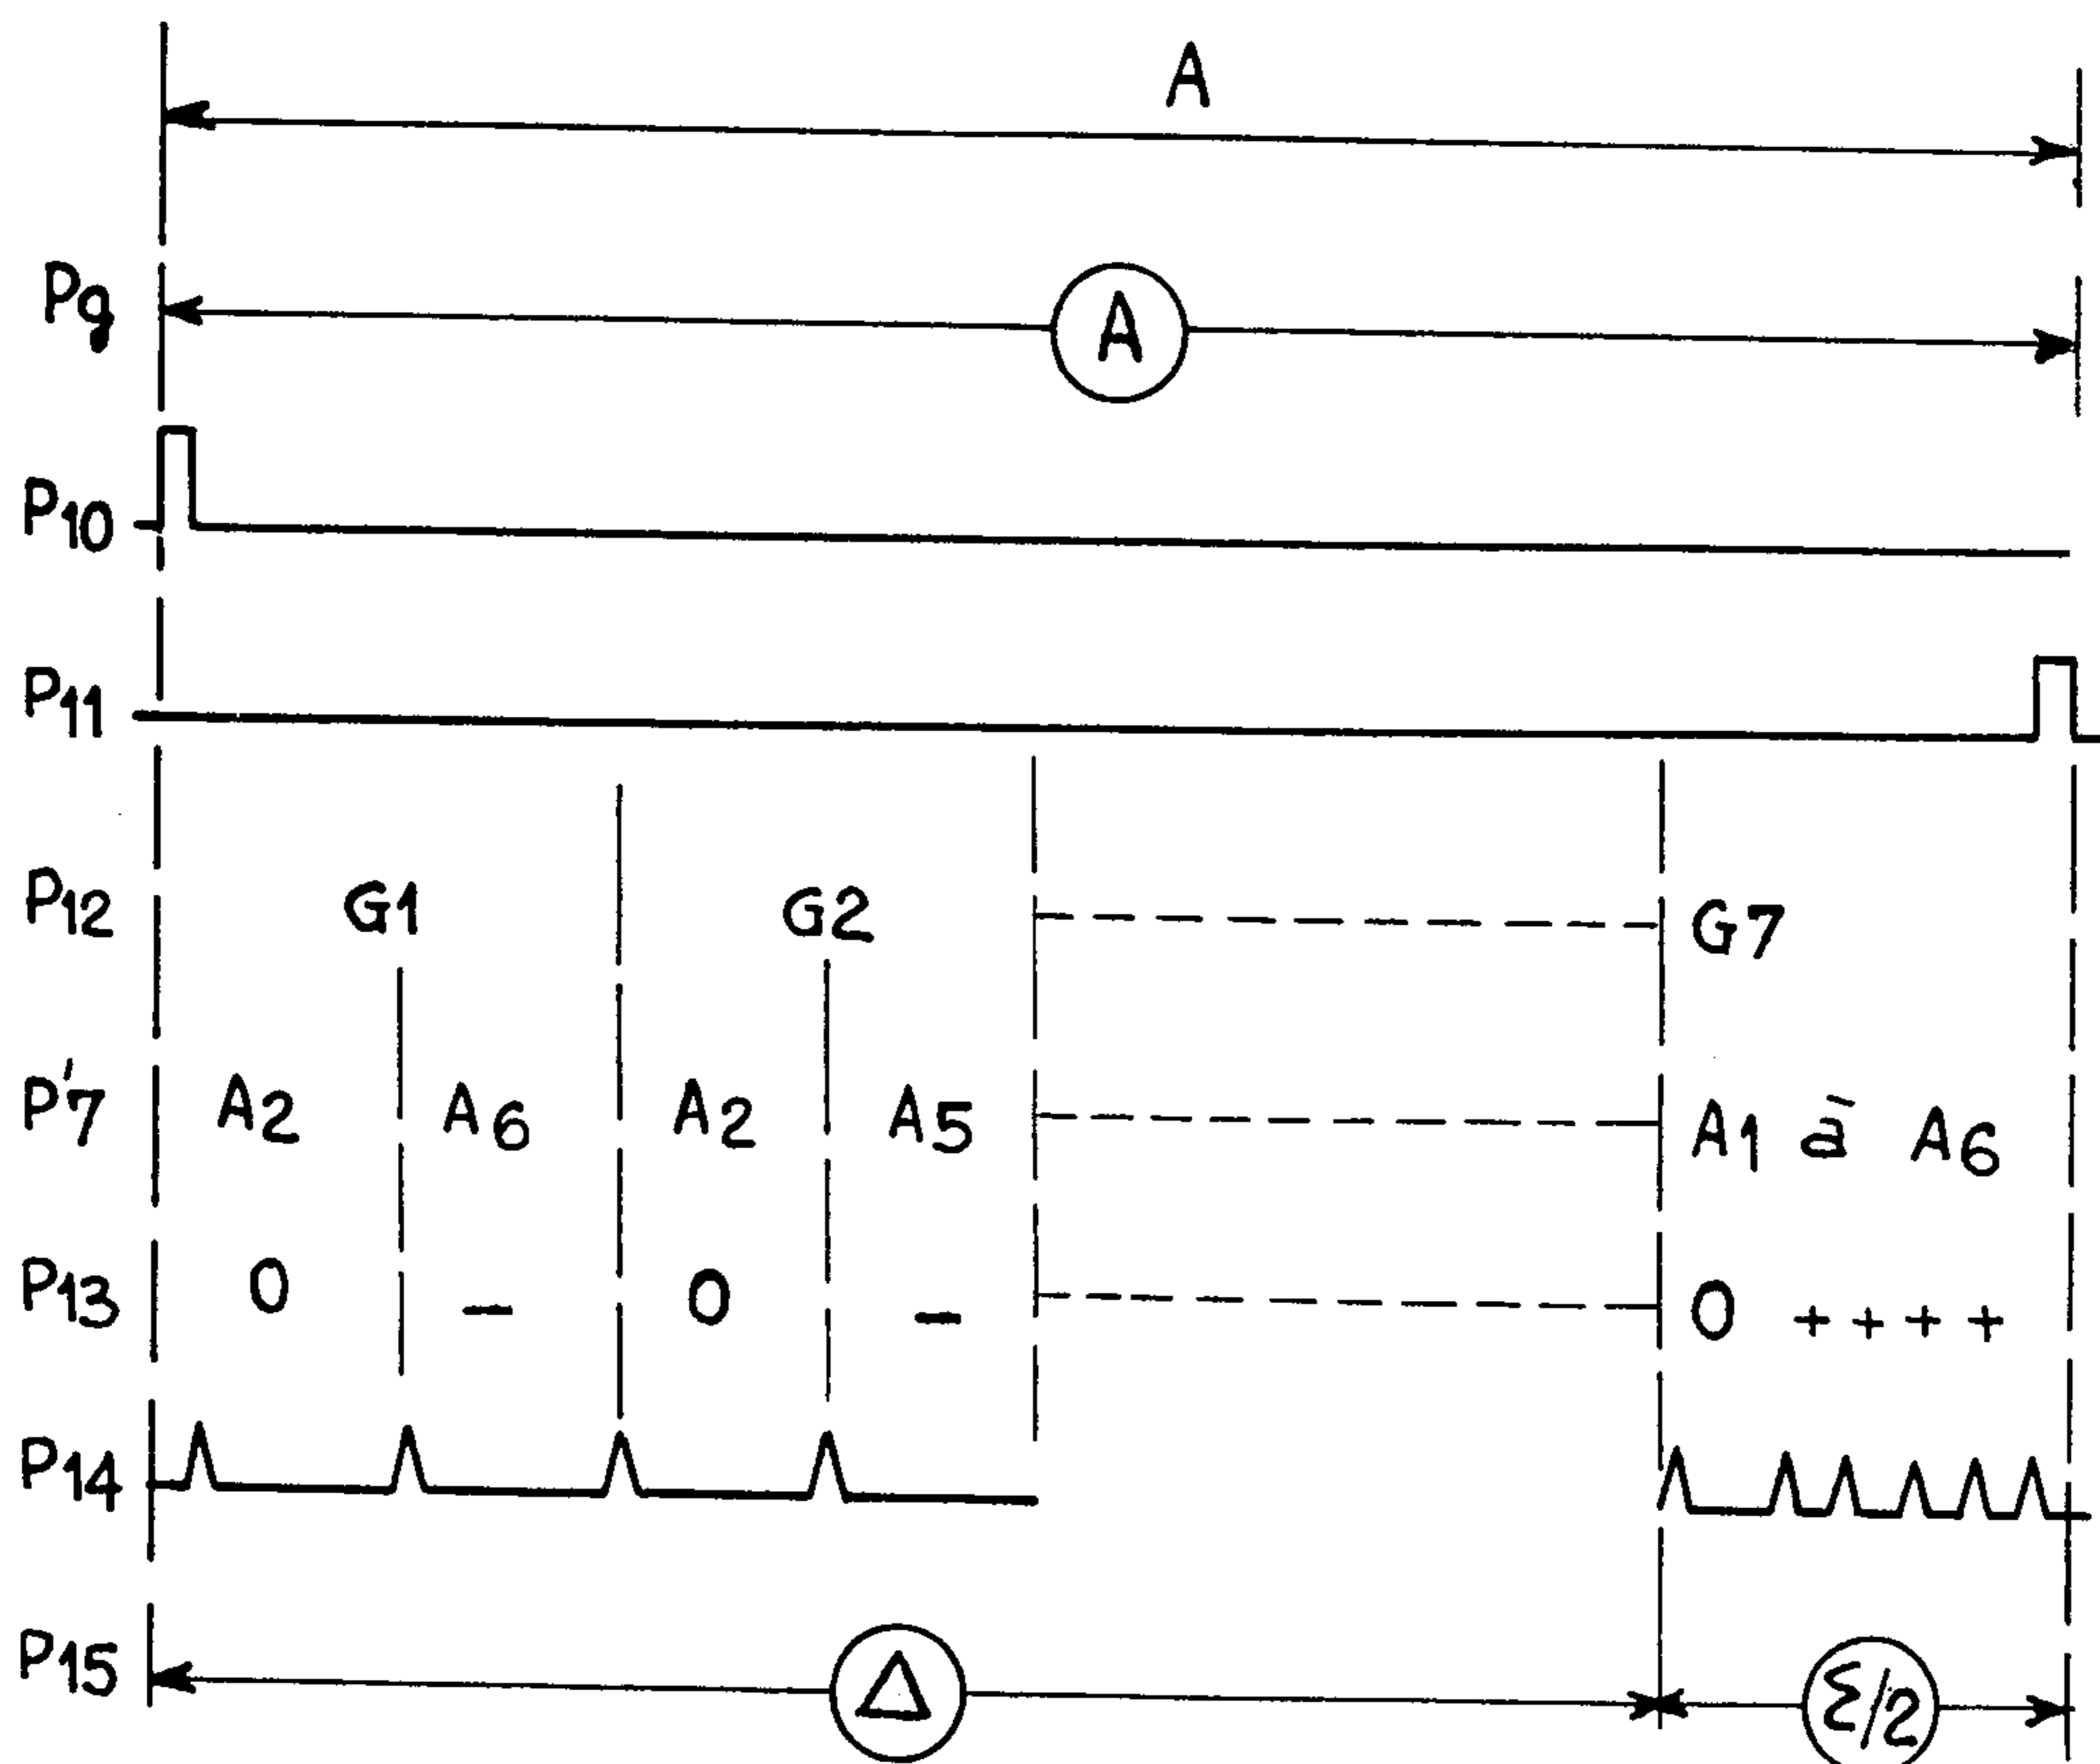 A
P9 A
P10
P11
P12 G1 G2 G7
P'7 A2 A6 A2 A5 A1 à A6
P13 0 - 0 - 0 + + + +
P14
P15 Δ Σ/2